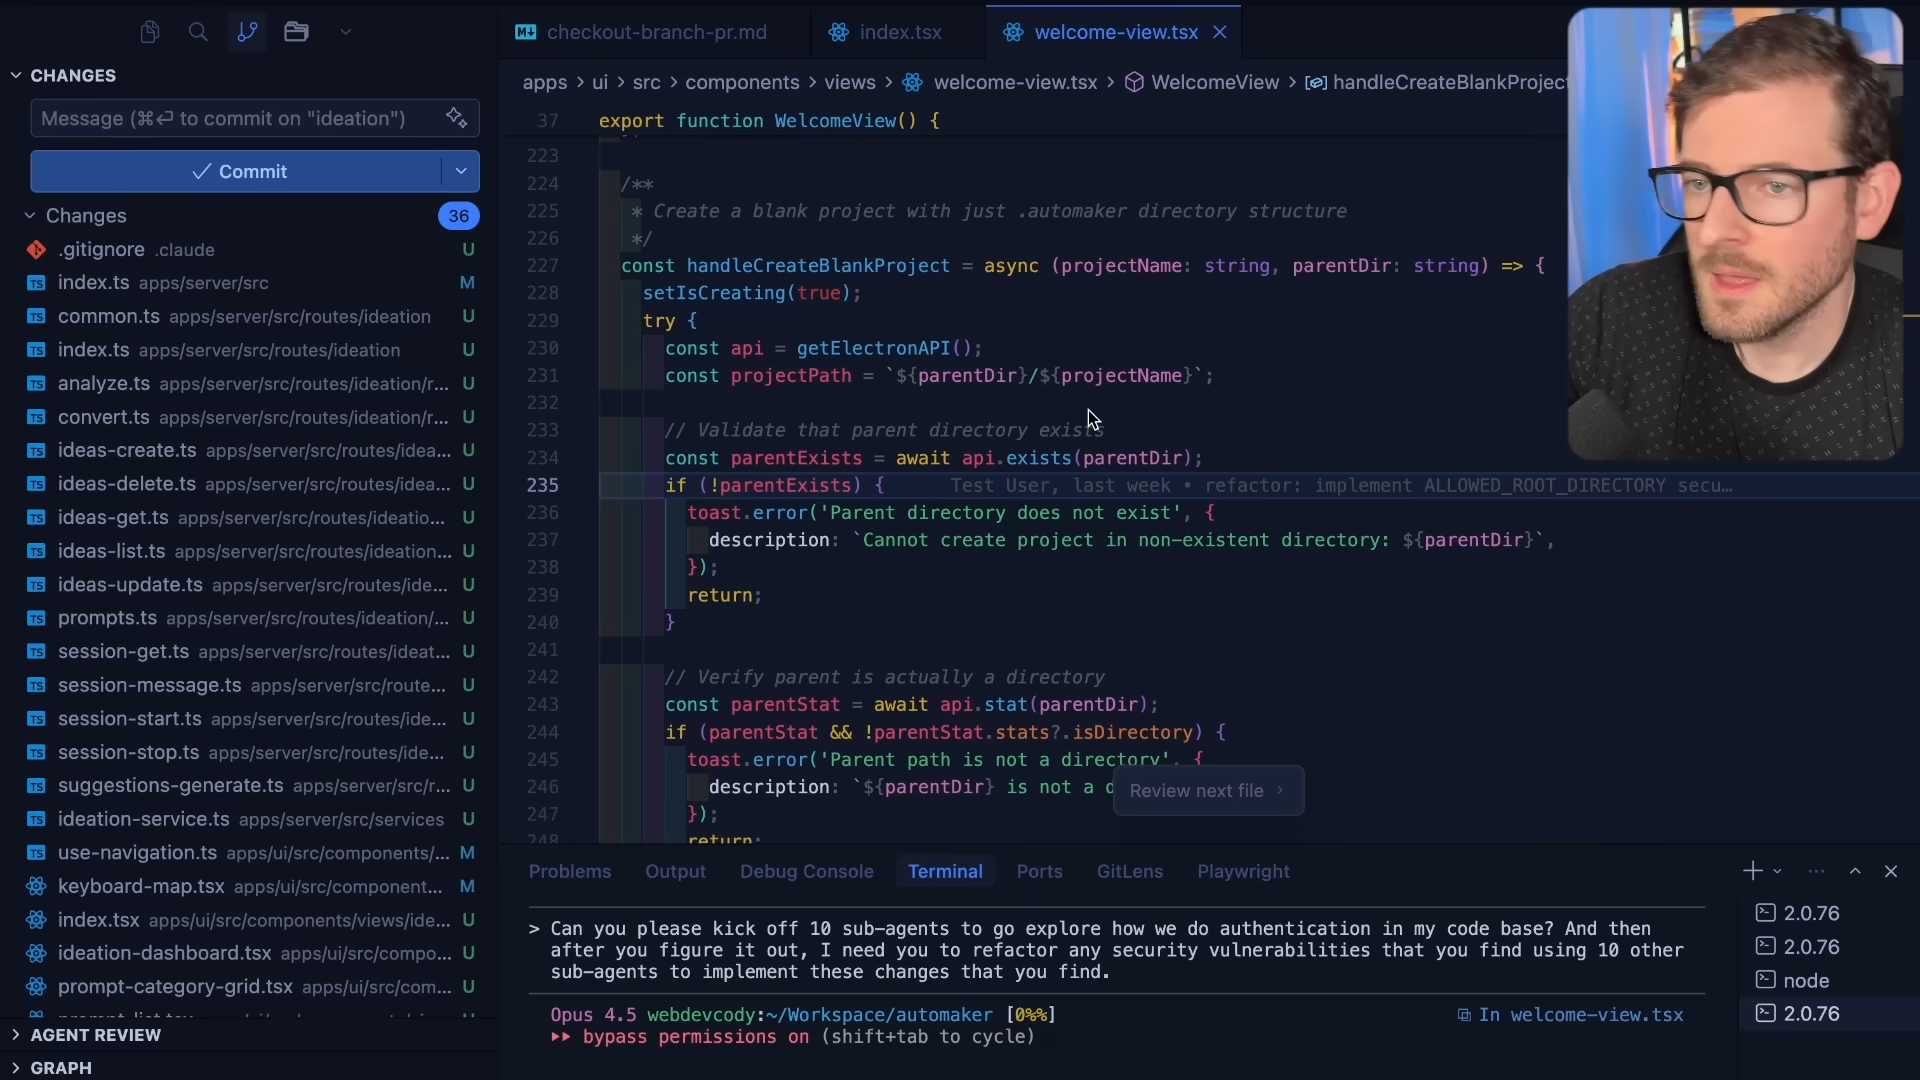 checkout-branch-pr.md
index.tsx
welcome-view.tsx
CHANGES
Message (⌘⏎ to commit on "ideation")
Commit
Changes 36
.gitignore .claude U
index.ts apps/server/src M
common.ts apps/server/src/routes/ideation U
index.ts apps/server/src/routes/ideation U
analyze.ts apps/server/src/routes/ideation/r... U
convert.ts apps/server/src/routes/ideation/r... U
ideas-create.ts apps/server/src/routes/idea... U
ideas-delete.ts apps/server/src/routes/idea... U
ideas-get.ts apps/server/src/routes/ideatio... U
ideas-list.ts apps/server/src/routes/ideation... U
ideas-update.ts apps/server/src/routes/ide... U
prompts.ts apps/server/src/routes/ideation/... U
session-get.ts apps/server/src/routes/ideat... U
session-message.ts apps/server/src/route... U
session-start.ts apps/server/src/routes/ide... U
session-stop.ts apps/server/src/routes/ide... U
suggestions-generate.ts apps/server/src/r... U
ideation-service.ts apps/server/src/services U
use-navigation.ts apps/ui/src/components/... M
keyboard-map.tsx apps/ui/src/component... M
index.tsx apps/ui/src/components/views/ide... U
ideation-dashboard.tsx apps/ui/src/compo... U
prompt-category-grid.tsx apps/ui/src/com... U
AGENT REVIEW
GRAPH
apps > ui > src > components > views > welcome-view.tsx > WelcomeView > handleCreateBlankProject
37 export function WelcomeView() {
223
224 /**
225 * Create a blank project with just .automaker directory structure
226 */
227 const handleCreateBlankProject = async (projectName: string, parentDir: string) => {
228 setIsCreating(true);
229 try {
230 const api = getElectronAPI();
231 const projectPath = `${parentDir}/${projectName}`;
232
233 // Validate that parent directory exists
234 const parentExists = await api.exists(parentDir);
235 if (!parentExists) { Test User, last week • refactor: implement ALLOWED_ROOT_DIRECTORY secu…
236 toast.error('Parent directory does not exist', {
237 description: `Cannot create project in non-existent directory: ${parentDir}`,
238 });
239 return;
240 }
241
242 // Verify parent is actually a directory
243 const parentStat = await api.stat(parentDir);
244 if (parentStat && !parentStat.stats?.isDirectory) {
245 toast.error('Parent path is not a directory', {
246 description: `${parentDir} is not a d
247 });
248 return;
Review next file >
Problems Output Debug Console Terminal Ports GitLens Playwright
> Can you please kick off 10 sub-agents to go explore how we do authentication in my code base? And then
after you figure it out, I need you to refactor any security vulnerabilities that you find using 10 other
sub-agents to implement these changes that you find.
Opus 4.5 webdevcody:~/Workspace/automaker [0%%] In welcome-view.tsx
bypass permissions on (shift+tab to cycle)
2.0.76
2.0.76
node
2.0.76